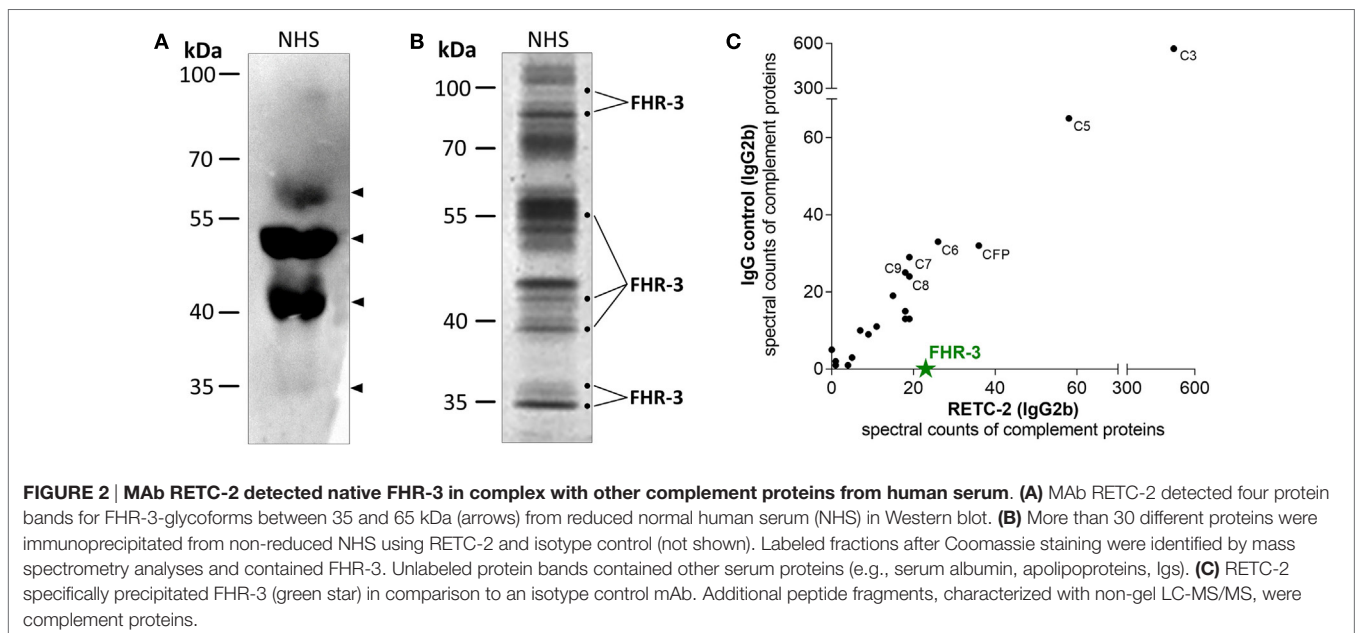 A
kDa
NHS
100
70
55
40
35
B
NHS
100
70
55
40
35
FHR-3
FHR-3
FHR-3
C
IgG control (IgG2b)
spectral counts of complement proteins
600
300
60
40
20
0
C3
C5
C6
CFP
C7
C9
C8
FHR-3
0 20 40 60 300 600
RETC-2 (IgG2b)
spectral counts of complement proteins
FIGURE 2 | MAb RETC-2 detected native FHR-3 in complex with other complement proteins from human serum. (A) MAb RETC-2 detected four protein
bands for FHR-3-glycoforms between 35 and 65 kDa (arrows) from reduced normal human serum (NHS) in Western blot. (B) More than 30 different proteins were
immunoprecipitated from non-reduced NHS using RETC-2 and isotype control (not shown). Labeled fractions after Coomassie staining were identified by mass
spectrometry analyses and contained FHR-3. Unlabeled protein bands contained other serum proteins (e.g., serum albumin, apolipoproteins, Igs). (C) RETC-2
specifically precipitated FHR-3 (green star) in comparison to an isotype control mAb. Additional peptide fragments, characterized with non-gel LC-MS/MS, were
complement proteins.